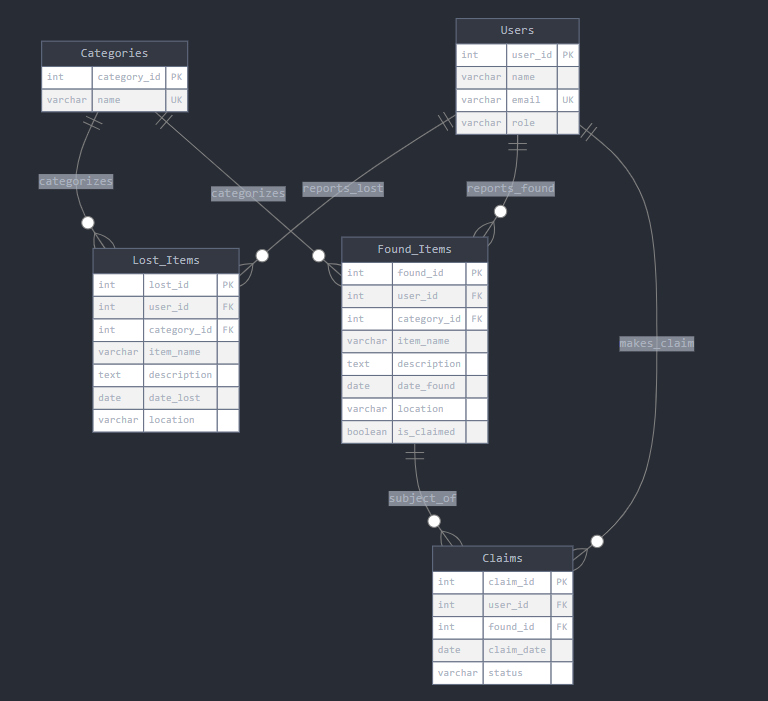 Users
int user_id PK
varchar name
varchar email UK
varchar role
Categories
int category_id PK
varchar name UK
categorizes
categorizes
reports_lost
reports_found
Lost_Items
int lost_id PK
int user_id FK
int category_id FK
varchar item_name
text description
date date_lost
varchar location
Found_Items
int found_id PK
int user_id FK
int category_id FK
varchar item_name
text description
date date_found
varchar location
boolean is_claimed
makes_claim
subject_of
Claims
int claim_id PK
int user_id FK
int found_id FK
date claim_date
varchar status